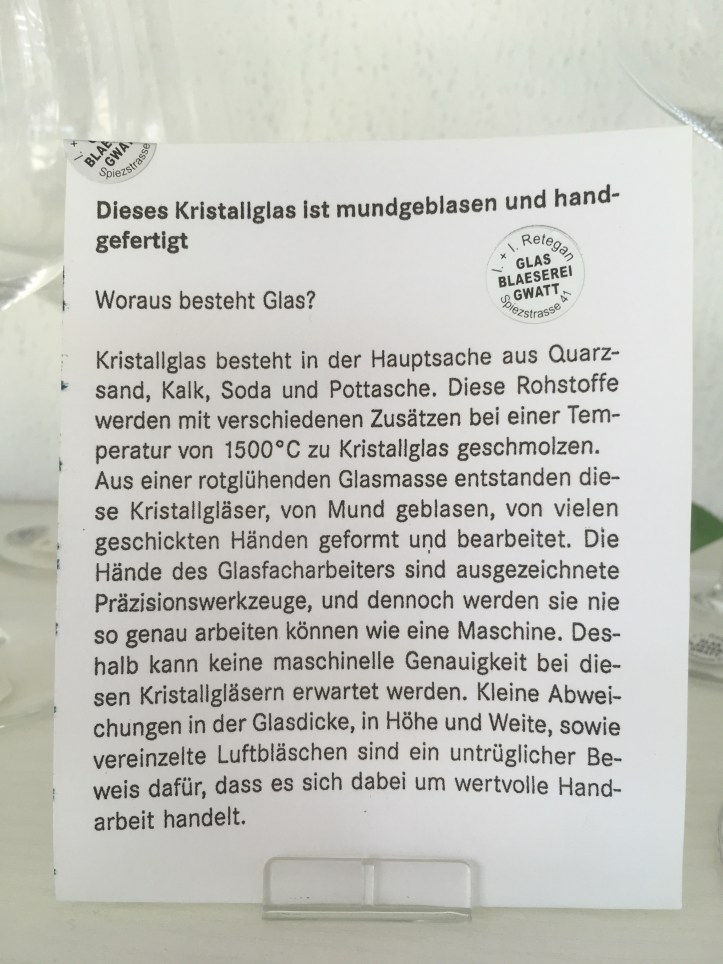 BLAE
GWA
Spiezstrasse
Dieses Kristallglas ist mundgeblasen und hand-
gefertigt
I. + I. Retegan
GLAS
BLAESEREI
GWATT
Spiezstrasse 41
Woraus besteht Glas?
Kristallglas besteht in der Hauptsache aus Quarz-
sand, Kalk, Soda und Pottasche. Diese Rohstoffe
werden mit verschiedenen Zusätzen bei einer Tem-
peratur von 1500°C zu Kristallglas geschmolzen.
Aus einer rotglühenden Glasmasse entstanden die-
se Kristallgläser, von Mund geblasen, von vielen
geschickten Händen geformt und bearbeitet. Die
Hände des Glasfacharbeiters sind ausgezeichnete
Präzisionswerkzeuge, und dennoch werden sie nie
so genau arbeiten können wie eine Maschine. Des-
halb kann keine maschinelle Genauigkeit bei die-
sen Kristallgläsern erwartet werden. Kleine Abwei-
chungen in der Glasdicke, in Höhe und Weite, sowie
vereinzelte Luftbläschen sind ein untrüglicher Be-
weis dafür, dass es sich dabei um wertvolle Hand-
arbeit handelt.